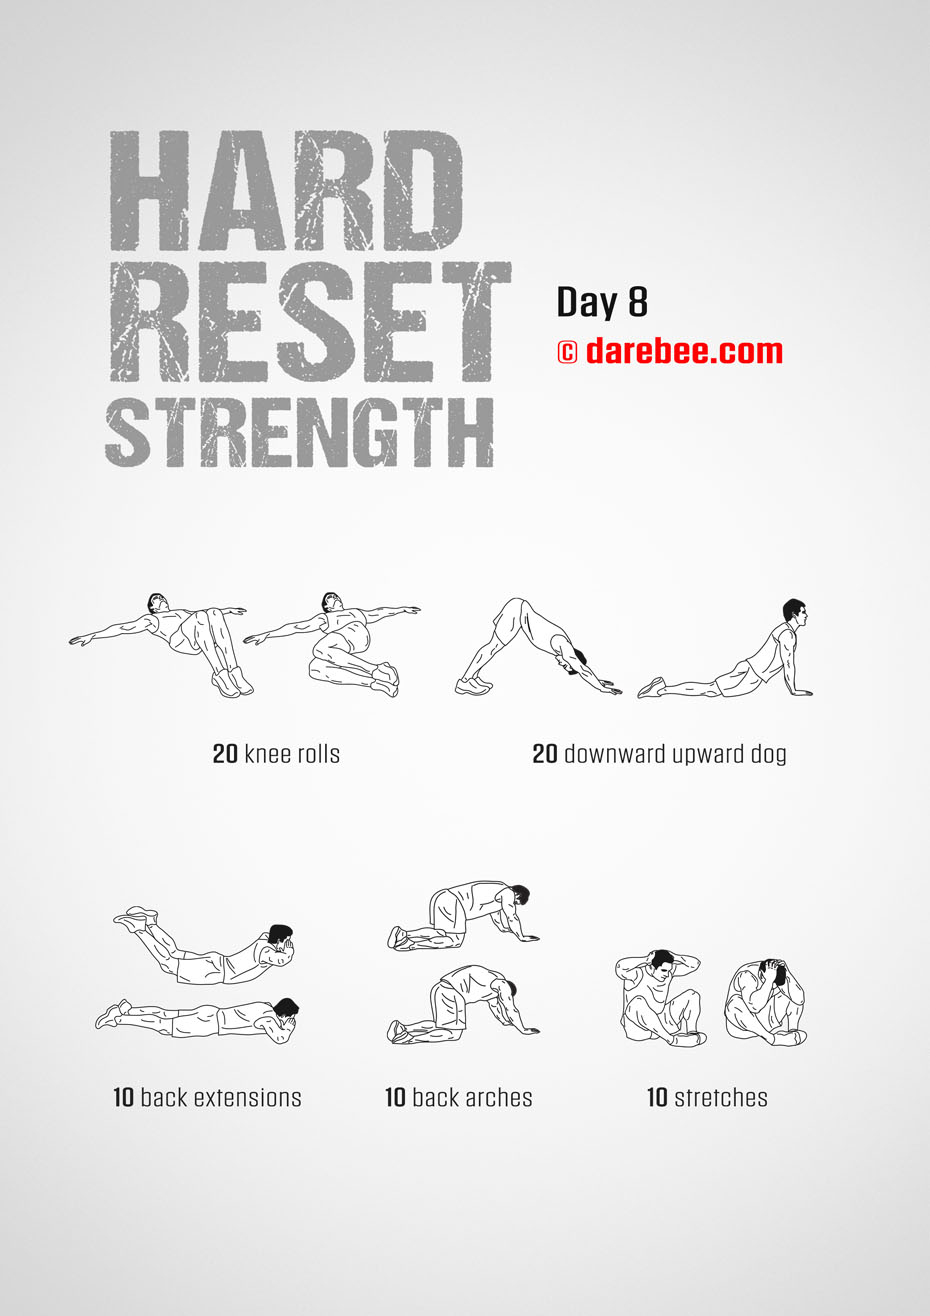 HARD
RESET
STRENGTH
Day 8
© darebee.com
20 knee rolls
20 downward upward dog
10 back extensions
10 back arches
10 stretches